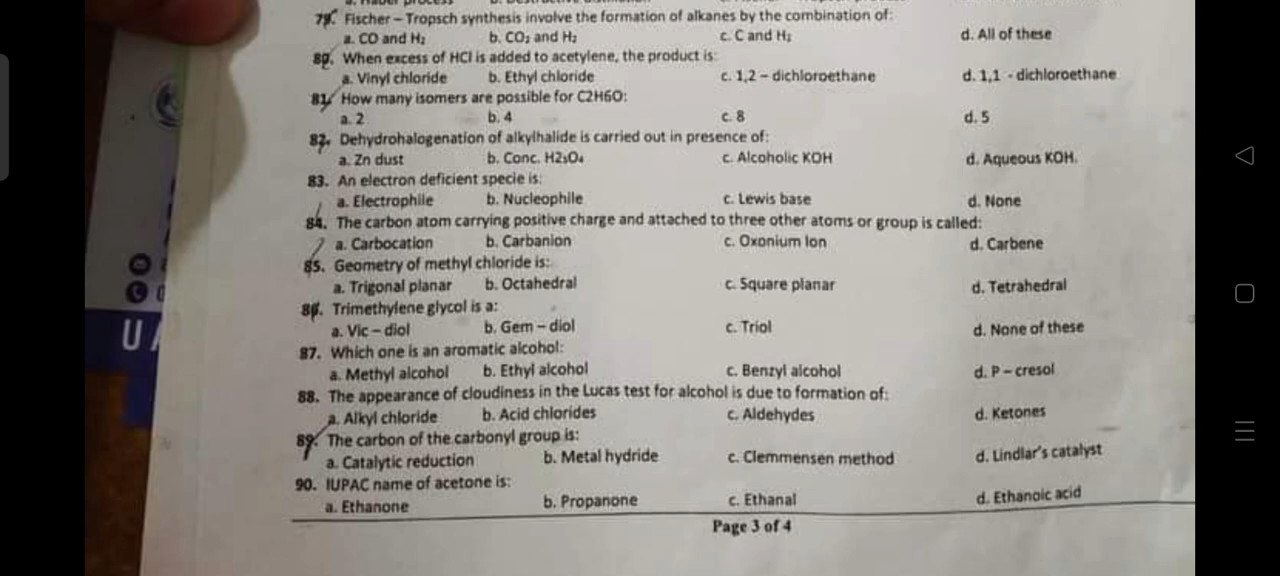 79. Fischer – Tropsch synthesis involve the formation of alkanes by the combination of:
a. CO and H₂ b. CO₂ and H₂ c. C and H₂ d. All of these
80. When excess of HCl is added to acetylene, the product is:
a. Vinyl chloride b. Ethyl chloride c. 1,2 – dichloroethane d. 1,1 - dichloroethane
81. How many isomers are possible for C2H6O:
a. 2 b. 4 c. 8 d. 5
82. Dehydrohalogenation of alkylhalide is carried out in presence of:
a. Zn dust b. Conc. H2SO₄ c. Alcoholic KOH d. Aqueous KOH.
83. An electron deficient specie is:
a. Electrophile b. Nucleophile c. Lewis base d. None
84. The carbon atom carrying positive charge and attached to three other atoms or group is called:
a. Carbocation b. Carbanion c. Oxonium Ion d. Carbene
85. Geometry of methyl chloride is:
a. Trigonal planar b. Octahedral c. Square planar d. Tetrahedral
86. Trimethylene glycol is a:
a. Vic – diol b. Gem – diol c. Triol d. None of these
87. Which one is an aromatic alcohol:
a. Methyl alcohol b. Ethyl alcohol c. Benzyl alcohol d. P – cresol
88. The appearance of cloudiness in the Lucas test for alcohol is due to formation of:
a. Alkyl chloride b. Acid chlorides c. Aldehydes d. Ketones
89. The carbon of the carbonyl group is:
a. Catalytic reduction b. Metal hydride c. Clemmensen method d. Lindlar's catalyst
90. IUPAC name of acetone is:
a. Ethanone b. Propanone c. Ethanal d. Ethanoic acid
Page 3 of 4
U